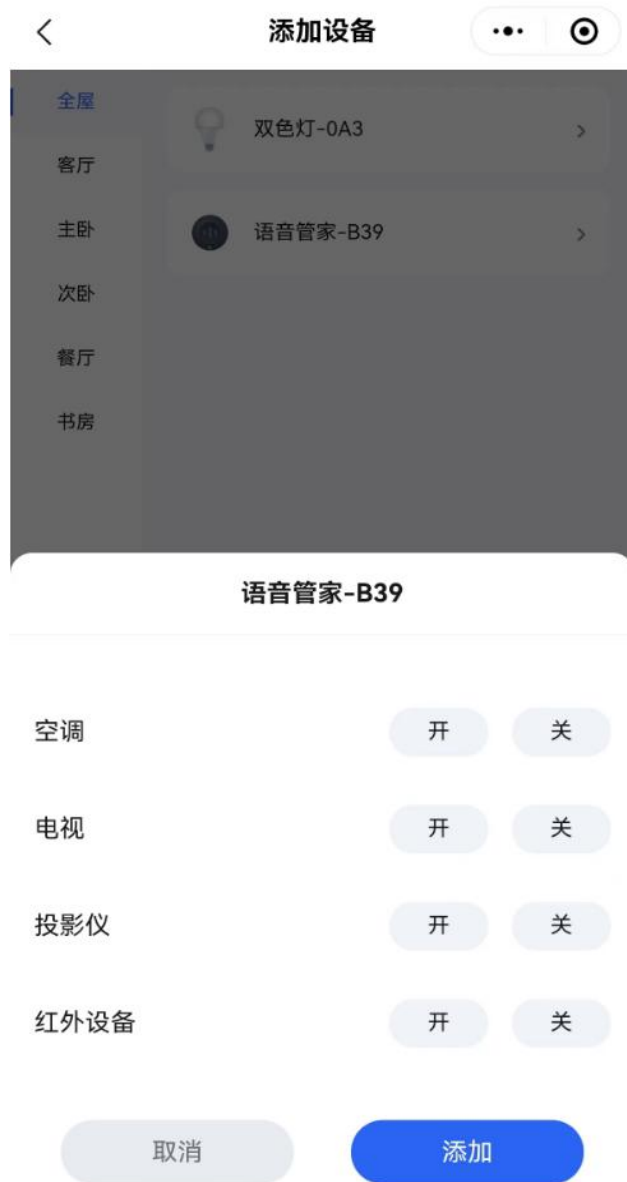 添加设备
全屋
双色灯-0A3
客厅
主卧
语音管家-B39
次卧
餐厅
书房
语音管家-B39
空调 开 关
电视 开 关
投影仪 开 关
红外设备 开 关
取消 添加